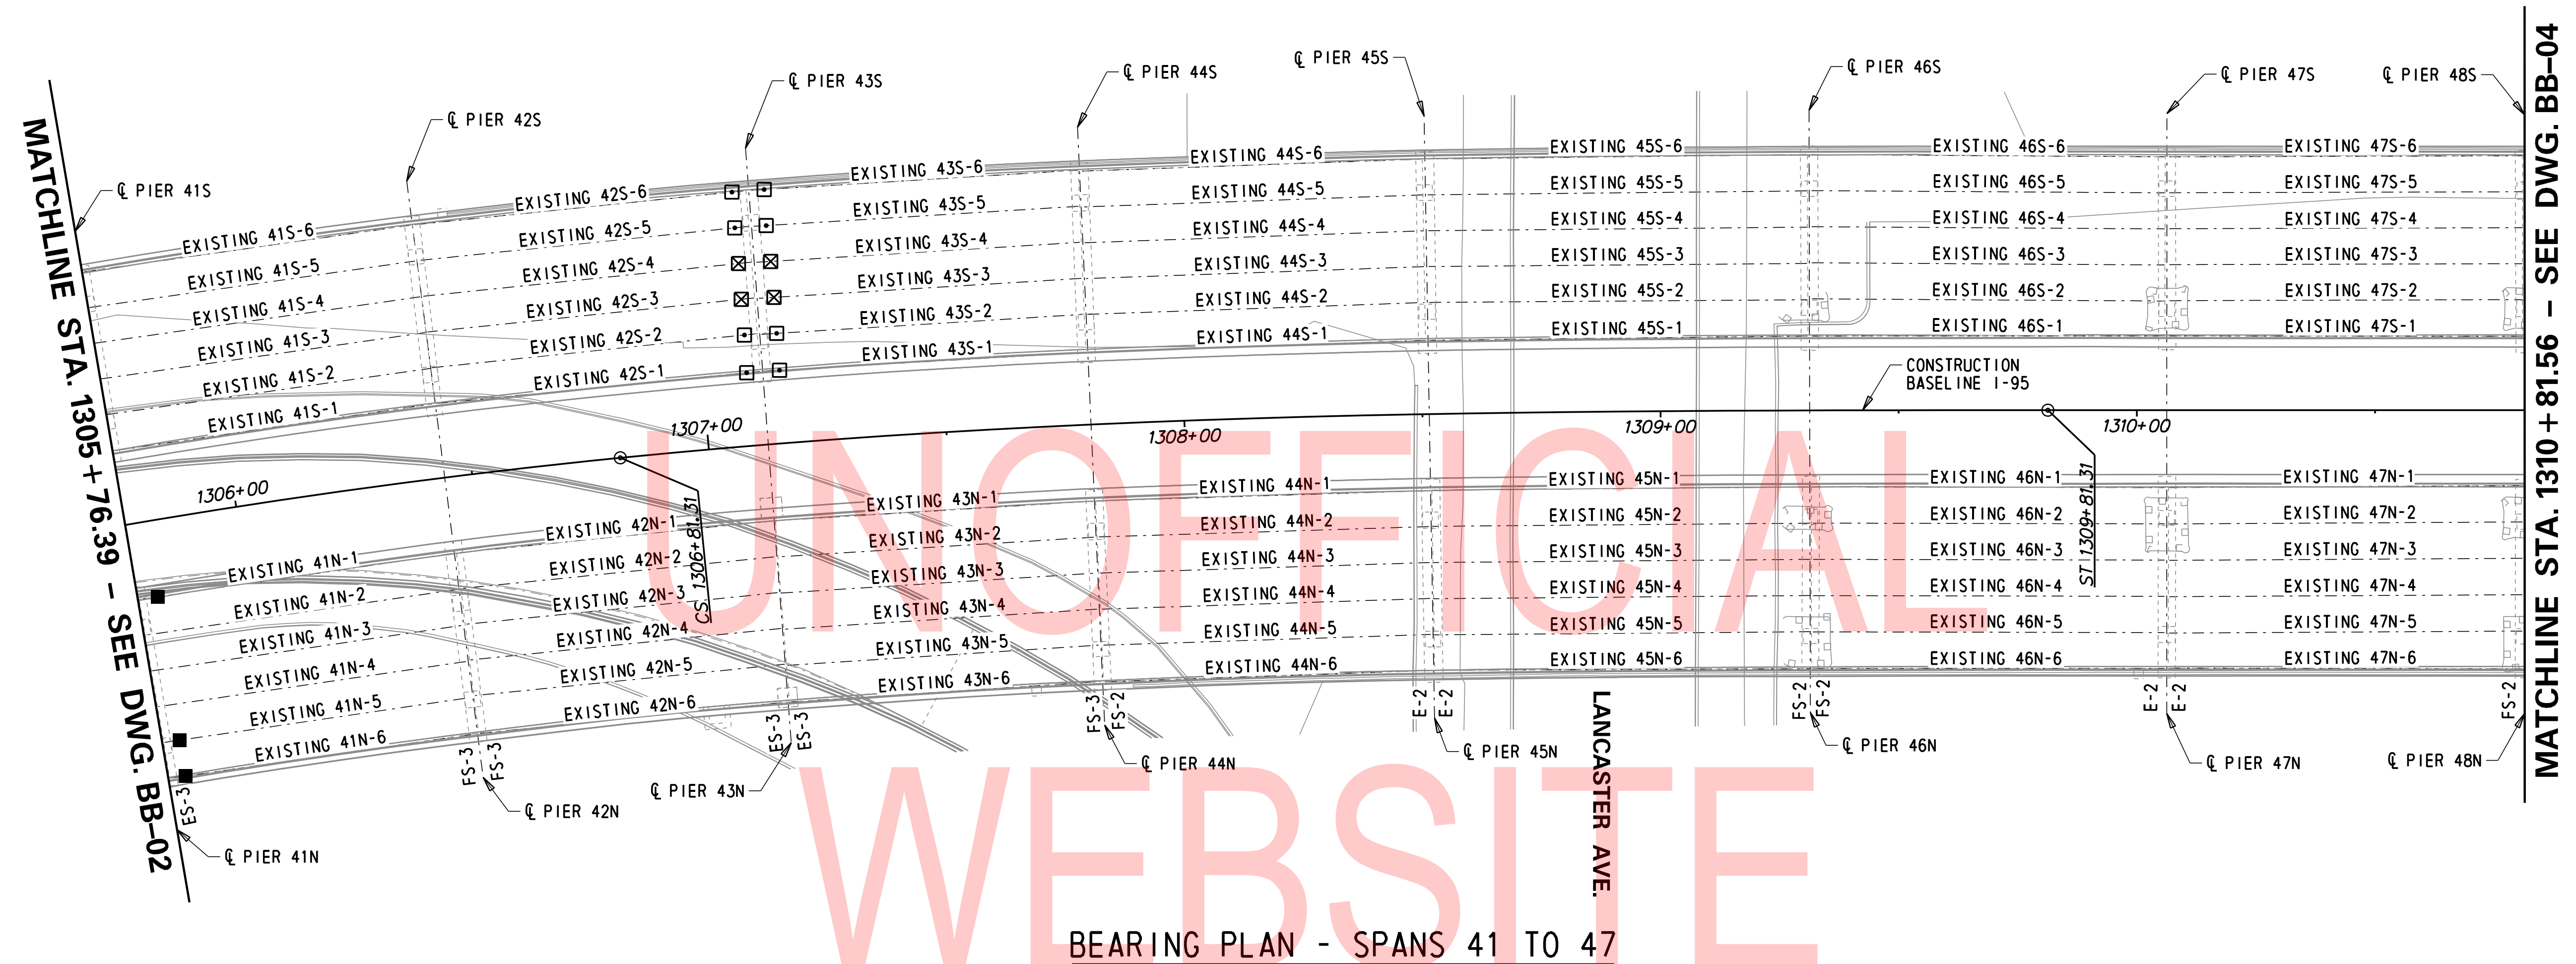 MATCHLINE STA. 1305+76.39 – SEE DWG. BB–02
℄ PIER 41S
℄ PIER 42S
℄ PIER 43S
℄ PIER 44S
℄ PIER 45S
℄ PIER 46S
℄ PIER 47S
℄ PIER 48S
MATCHLINE STA. 1310+81.56 – SEE DWG. BB–04
EXISTING 41S-6
EXISTING 41S-5
EXISTING 41S-4
EXISTING 41S-3
EXISTING 41S-2
EXISTING 41S-1
EXISTING 42S-6
EXISTING 42S-5
EXISTING 42S-4
EXISTING 42S-3
EXISTING 42S-2
EXISTING 42S-1
EXISTING 43S-6
EXISTING 43S-5
EXISTING 43S-4
EXISTING 43S-3
EXISTING 43S-2
EXISTING 43S-1
EXISTING 44S-6
EXISTING 44S-5
EXISTING 44S-4
EXISTING 44S-3
EXISTING 44S-2
EXISTING 44S-1
EXISTING 45S-6
EXISTING 45S-5
EXISTING 45S-4
EXISTING 45S-3
EXISTING 45S-2
EXISTING 45S-1
EXISTING 46S-6
EXISTING 46S-5
EXISTING 46S-4
EXISTING 46S-3
EXISTING 46S-2
EXISTING 46S-1
EXISTING 47S-6
EXISTING 47S-5
EXISTING 47S-4
EXISTING 47S-3
EXISTING 47S-2
EXISTING 47S-1
CONSTRUCTION
BASELINE I-95
1306+00
1307+00
1308+00
1309+00
1310+00
CS 1306+81.31
ST 1309+81.31
EXISTING 41N-1
EXISTING 41N-2
EXISTING 41N-3
EXISTING 41N-4
EXISTING 41N-5
EXISTING 41N-6
EXISTING 42N-1
EXISTING 42N-2
EXISTING 42N-3
EXISTING 42N-4
EXISTING 42N-5
EXISTING 42N-6
EXISTING 43N-1
EXISTING 43N-2
EXISTING 43N-3
EXISTING 43N-4
EXISTING 43N-5
EXISTING 43N-6
EXISTING 44N-1
EXISTING 44N-2
EXISTING 44N-3
EXISTING 44N-4
EXISTING 44N-5
EXISTING 44N-6
EXISTING 45N-1
EXISTING 45N-2
EXISTING 45N-3
EXISTING 45N-4
EXISTING 45N-5
EXISTING 45N-6
EXISTING 46N-1
EXISTING 46N-2
EXISTING 46N-3
EXISTING 46N-4
EXISTING 46N-5
EXISTING 46N-6
EXISTING 47N-1
EXISTING 47N-2
EXISTING 47N-3
EXISTING 47N-4
EXISTING 47N-5
EXISTING 47N-6
ES-3
FS-3
FS-3
ES-3
ES-3
FS-3
FS-2
E-2
E-2
FS-2
FS-2
E-2
E-2
FS-2
℄ PIER 41N
℄ PIER 42N
℄ PIER 43N
℄ PIER 44N
℄ PIER 45N
℄ PIER 46N
℄ PIER 47N
℄ PIER 48N
LANCASTER AVE.
UNOFFICIAL
WEBSITE
BEARING PLAN - SPANS 41 TO 47